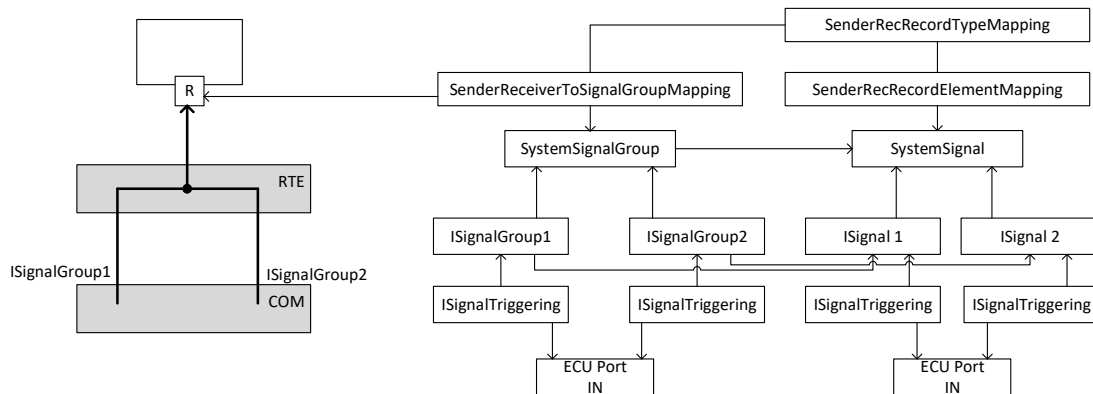 SenderRecRecordTypeMapping
R
SenderReceiverToSignalGroupMapping
SenderRecRecordElementMapping
SystemSignalGroup
SystemSignal
RTE
ISignalGroup1
ISignalGroup2
ISignal 1
ISignal 2
ISignalGroup1
ISignalGroup2
COM
ISignalTriggering
ISignalTriggering
ISignalTriggering
ISignalTriggering
ECU Port
IN
ECU Port
IN